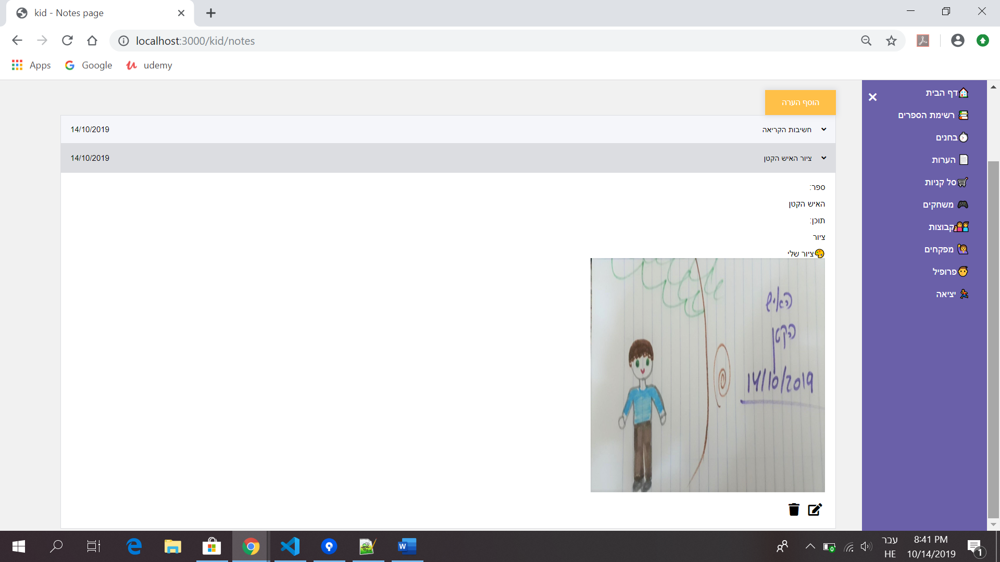 kid - Notes page
localhost:3000/kid/notes
Apps
Google
udemy
דף הבית
רשימת הספרים
בחנים
הערות
סל קניות
משחקים
קבוצות
מפקחים
פרופיל
יציאה
הוסף הערה
חשיבות הקריאה 14/10/2019
ציור האיש הקטן 14/10/2019
ספר:
האיש הקטן
תוכן:
ציור
ציור שלי
האיש
הקטן
14/10/2019
עבר
HE
8:41 PM
10/14/2019
1